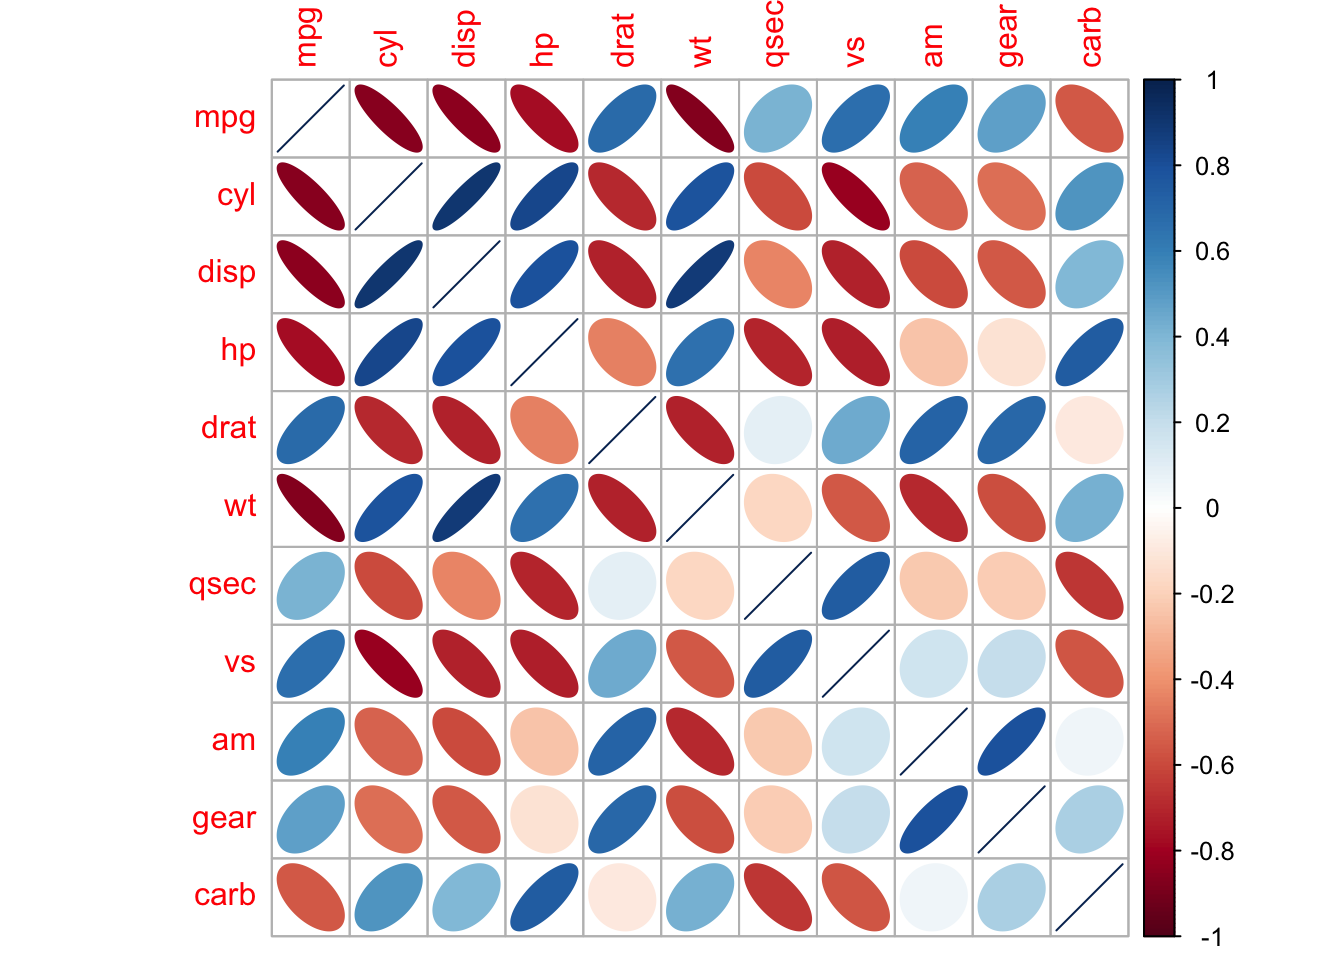 mpg cyl disp hp drat wt qsec vs am gear carb
mpg
cyl
disp
hp
drat
wt
qsec
vs
am
gear
carb
1
0.8
0.6
0.4
0.2
0
-0.2
-0.4
-0.6
-0.8
-1